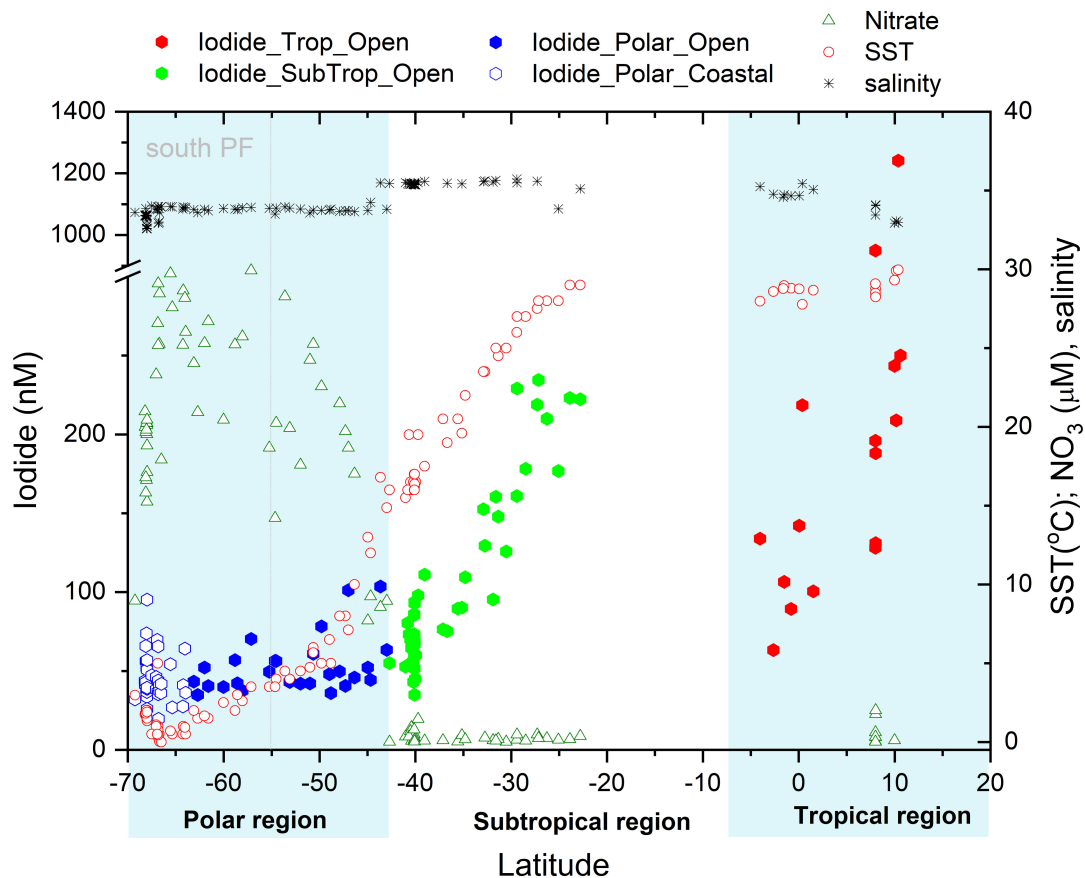 Iodide_Trop_Open
Iodide_SubTrop_Open
Iodide_Polar_Open
Iodide_Polar_Coastal
Nitrate
SST
salinity
1400
1200
1000
200
100
0
Iodide (nM)
south PF
40
30
20
10
0
SST(°C); NO₃ (μM), salinity
-70 -60 -50 -40 -30 -20 -10 0 10 20
Polar region Subtropical region Tropical region
Latitude